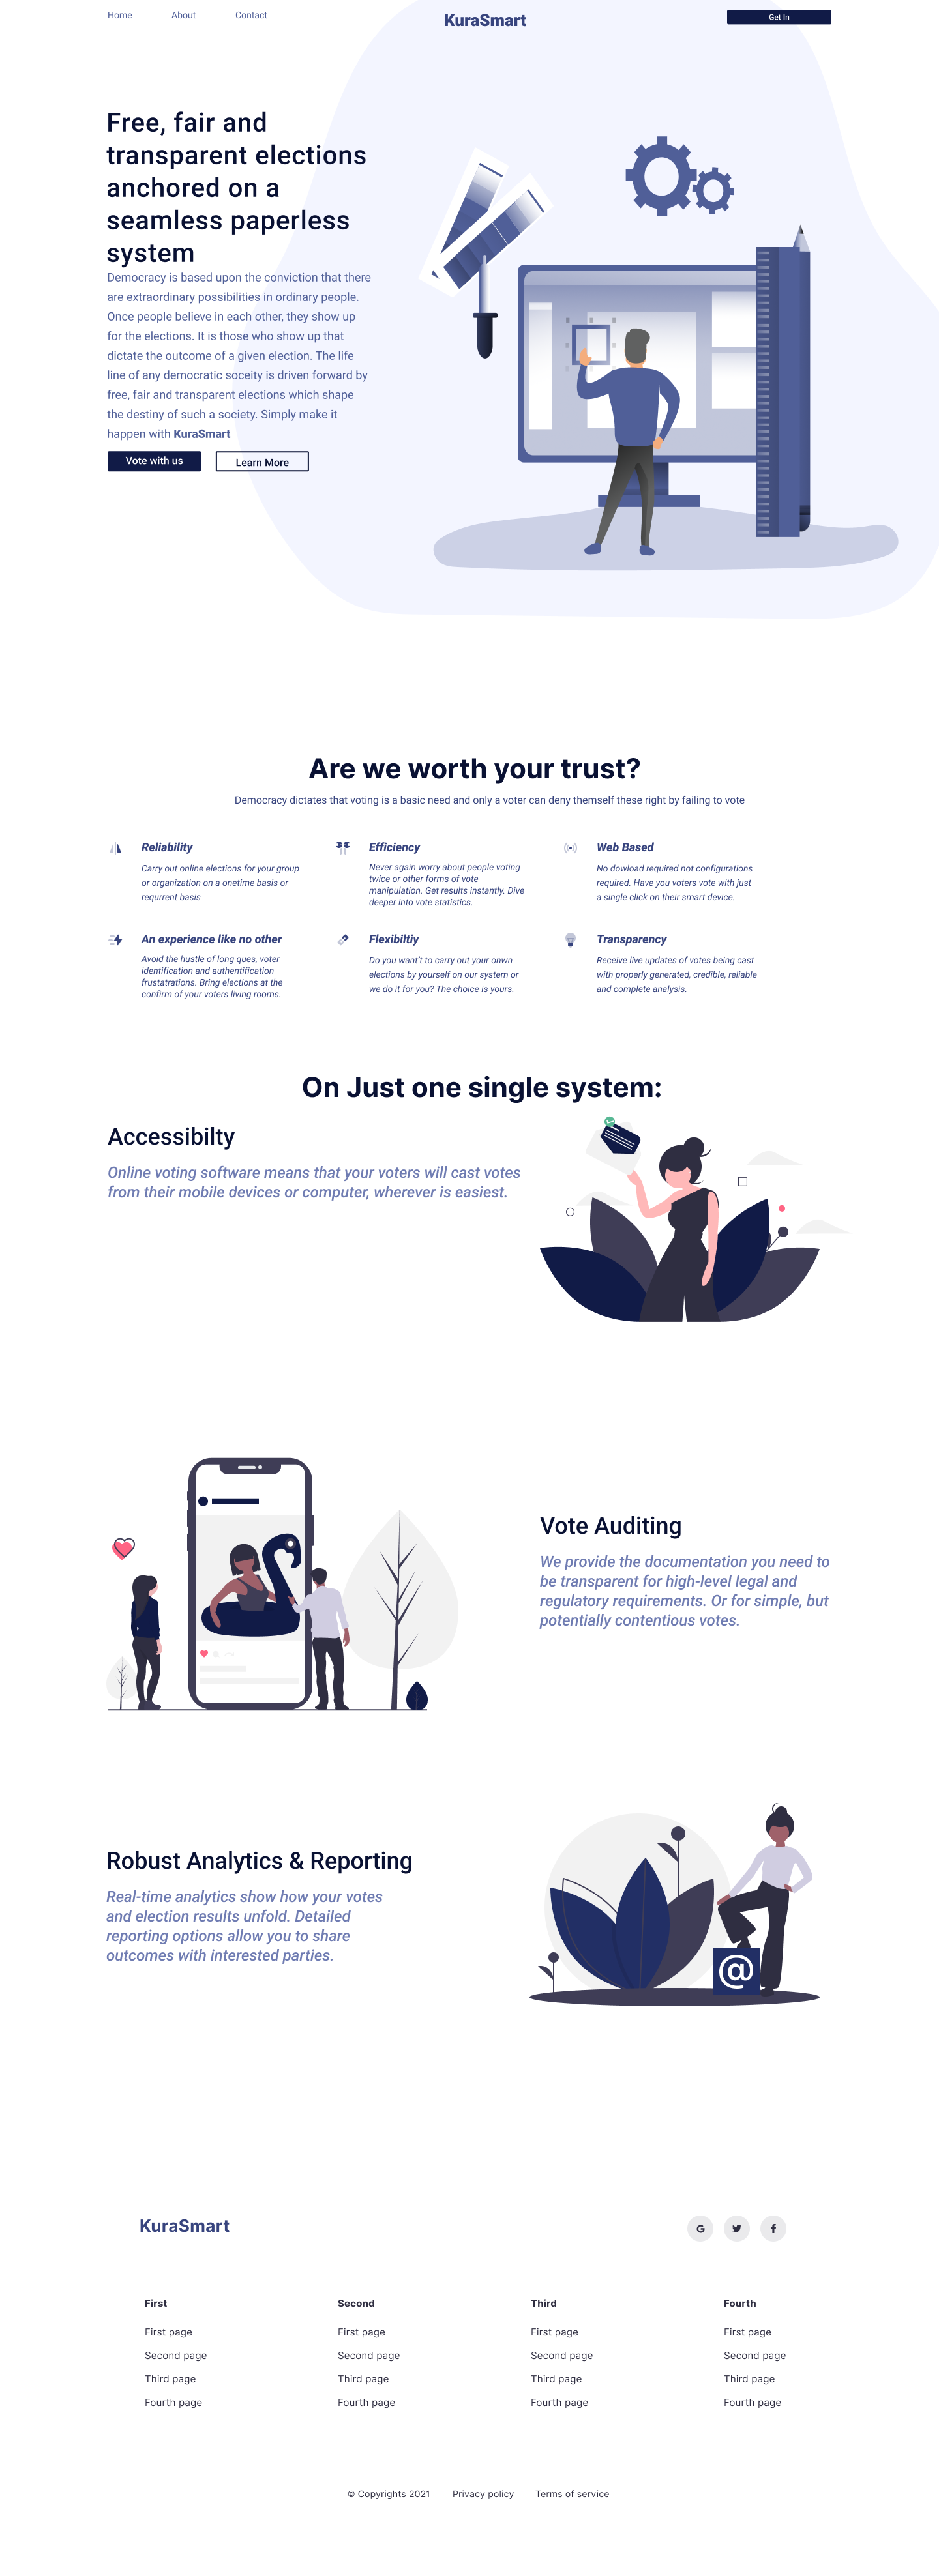 Home
About
Contact
KuraSmart
Get In
Free, fair and
transparent elections
anchored on a
seamless paperless
system
Democracy is based upon the conviction that there
are extraordinary possibilities in ordinary people.
Once people believe in each other, they show up
for the elections. It is those who show up that
dictate the outcome of a given election. The life
line of any democratic soceity is driven forward by
free, fair and transparent elections which shape
the destiny of such a society. Simply make it
happen with KuraSmart
Vote with us
Learn More
Are we worth your trust?
Democracy dictates that voting is a basic need and only a voter can deny themself these right by failing to vote
Reliability
Carry out online elections for your group
or organization on a onetime basis or
requrrent basis
Efficiency
Never again worry about people voting
twice or other forms of vote
manipulation. Get results instantly. Dive
deeper into vote statistics.
Web Based
No dowload required not configurations
required. Have you voters vote with just
a single click on their smart device.
An experience like no other
Avoid the hustle of long ques, voter
identification and authentification
frustatrations. Bring elections at the
confirm of your voters living rooms.
Flexibiltiy
Do you want't to carry out your onwn
elections by yourself on our system or
we do it for you? The choice is yours.
Transparency
Receive live updates of votes being cast
with properly generated, credible, reliable
and complete analysis.
On Just one single system:
Accessibilty
Online voting software means that your voters will cast votes
from their mobile devices or computer, wherever is easiest.
Vote Auditing
We provide the documentation you need to
be transparent for high-level legal and
regulatory requirements. Or for simple, but
potentially contentious votes.
Robust Analytics & Reporting
Real-time analytics show how your votes
and election results unfold. Detailed
reporting options allow you to share
outcomes with interested parties.
@
KuraSmart
First
First page
Second page
Third page
Fourth page
Second
First page
Second page
Third page
Fourth page
Third
First page
Second page
Third page
Fourth page
Fourth
First page
Second page
Third page
Fourth page
© Copyrights 2021
Privacy policy
Terms of service